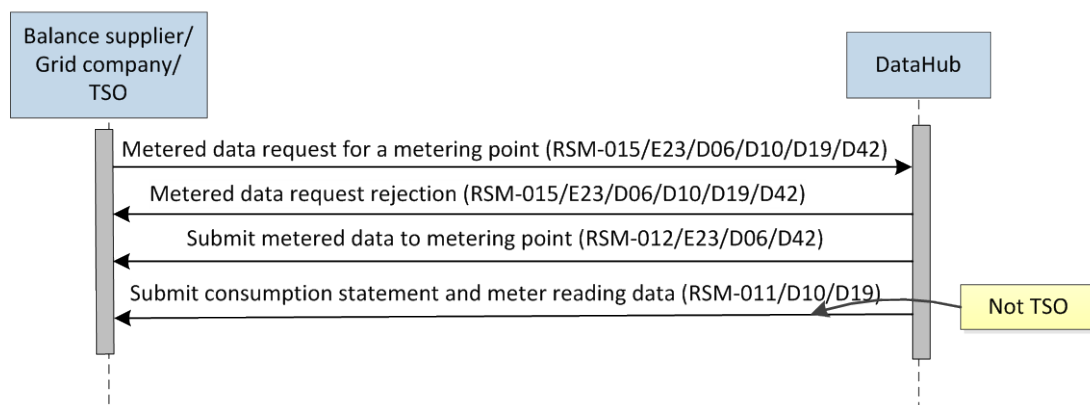 Balance supplier/
Grid company/
TSO
DataHub
Metered data request for a metering point (RSM-015/E23/D06/D10/D19/D42)
Metered data request rejection (RSM-015/E23/D06/D10/D19/D42)
Submit metered data to metering point (RSM-012/E23/D06/D42)
Submit consumption statement and meter reading data (RSM-011/D10/D19)
Not TSO